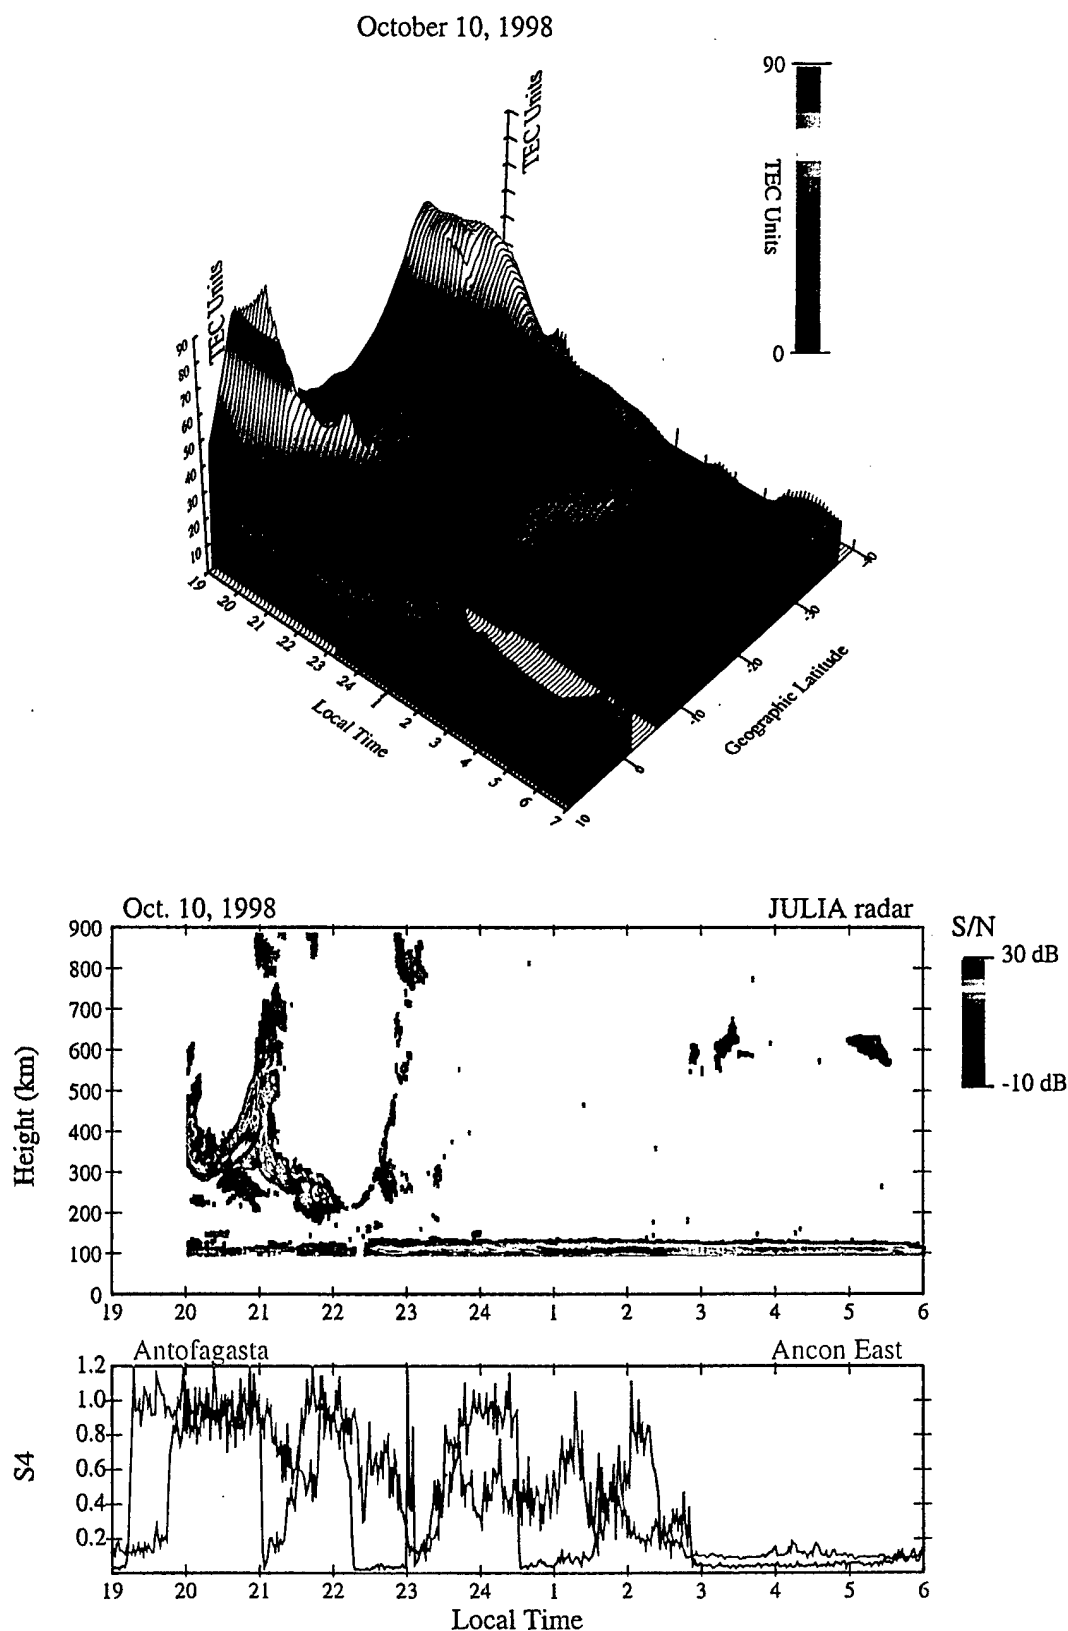 October 10, 1998
90
TEC Units
0
TEC Units
TEC Units
90
80
70
60
50
40
30
20
10
19
20
21
22
23
24
1
2
3
4
5
6
7
Local Time
10
0
-10
-20
-30
-40
Geographic Latitude
Oct. 10, 1998 JULIA radar
S/N
30 dB
-10 dB
Height (km)
900
800
700
600
500
400
300
200
100
0
19 20 21 22 23 24 1 2 3 4 5 6
Antofagasta Ancon East
S4
1.2
1.0
0.8
0.6
0.4
0.2
19 20 21 22 23 24 1 2 3 4 5 6
Local Time